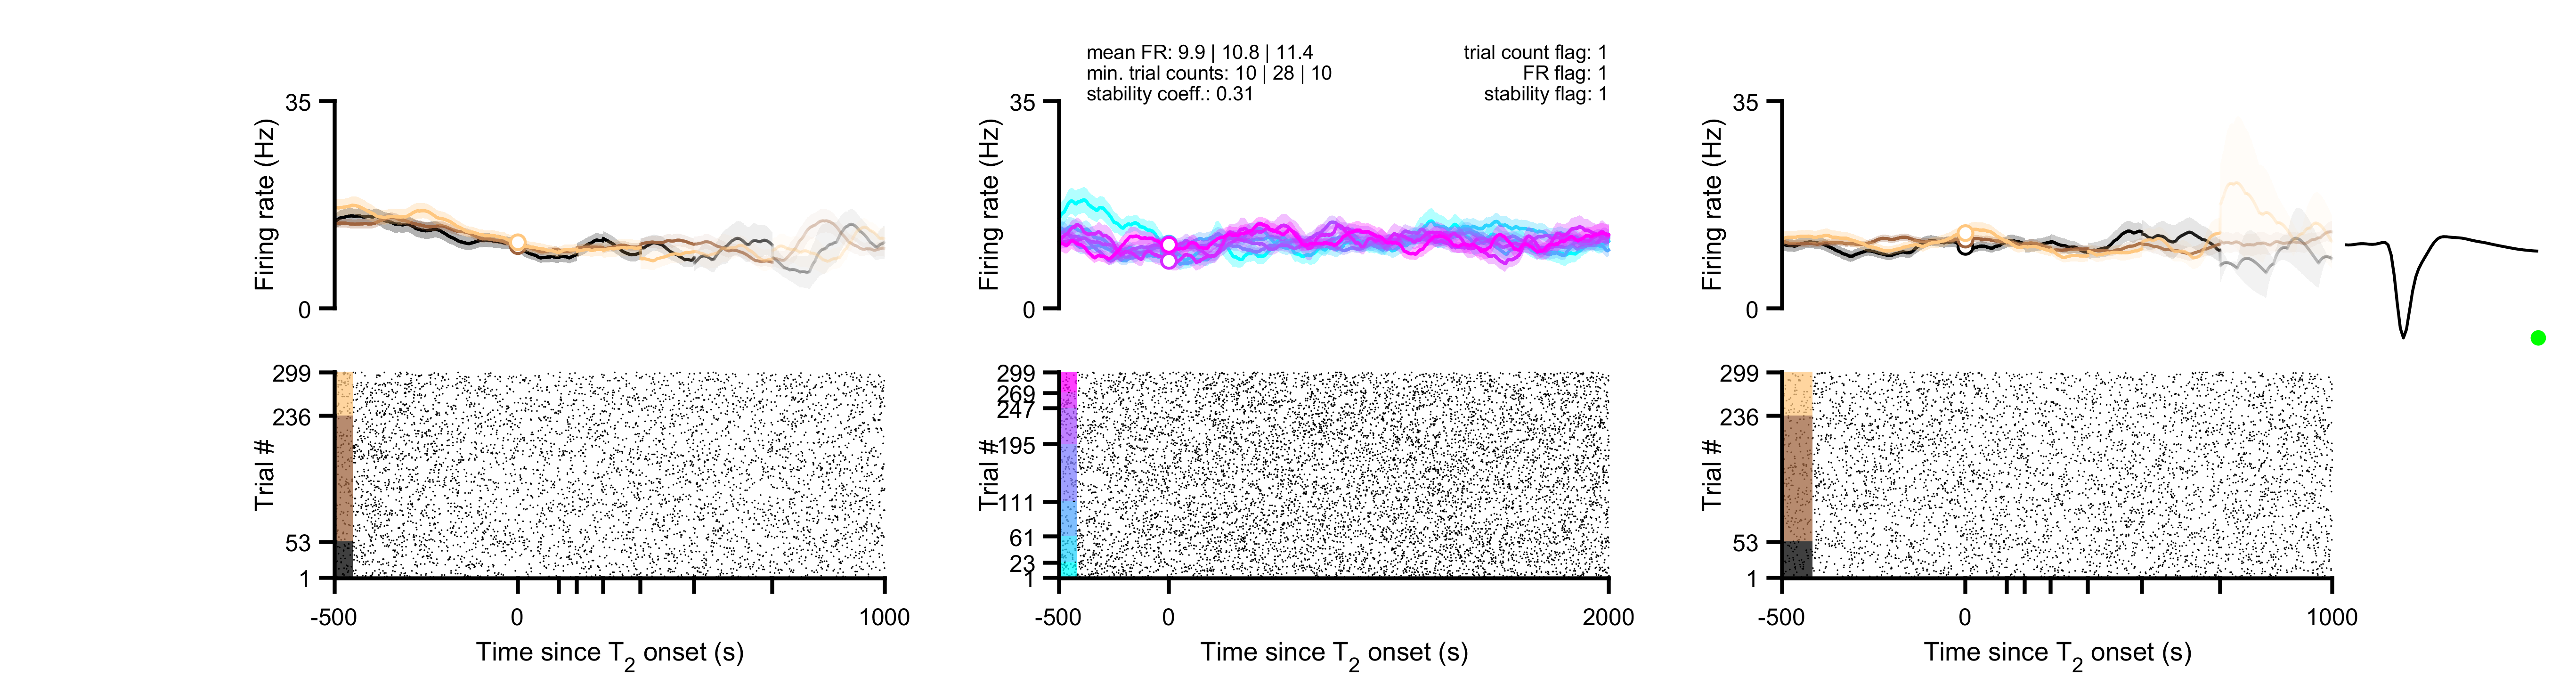 mean FR: 9.9 | 10.8 | 11.4
min. trial counts: 10 | 28 | 10
stability coeff.: 0.31
trial count flag: 1
FR flag: 1
stability flag: 1
35
Firing rate (Hz)
0
35
Firing rate (Hz)
0
35
Firing rate (Hz)
0
299
236
Trial #
53
1
-500
0
1000
Time since T2 onset (s)
299
269
247
Trial #
195
111
61
23
1
-500
0
2000
Time since T2 onset (s)
299
236
Trial #
53
1
-500
0
1000
Time since T2 onset (s)